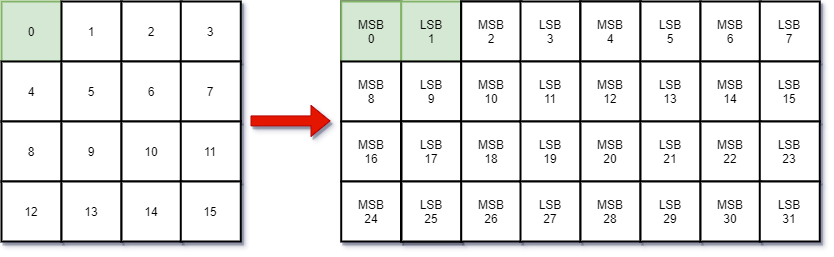 0 1 2 3
4 5 6 7
8 9 10 11
12 13 14 15
MSB LSB MSB LSB MSB LSB MSB LSB
0 1 2 3 4 5 6 7
MSB LSB MSB LSB MSB LSB MSB LSB
8 9 10 11 12 13 14 15
MSB LSB MSB LSB MSB LSB MSB LSB
16 17 18 19 20 21 22 23
MSB LSB MSB LSB MSB LSB MSB LSB
24 25 26 27 28 29 30 31